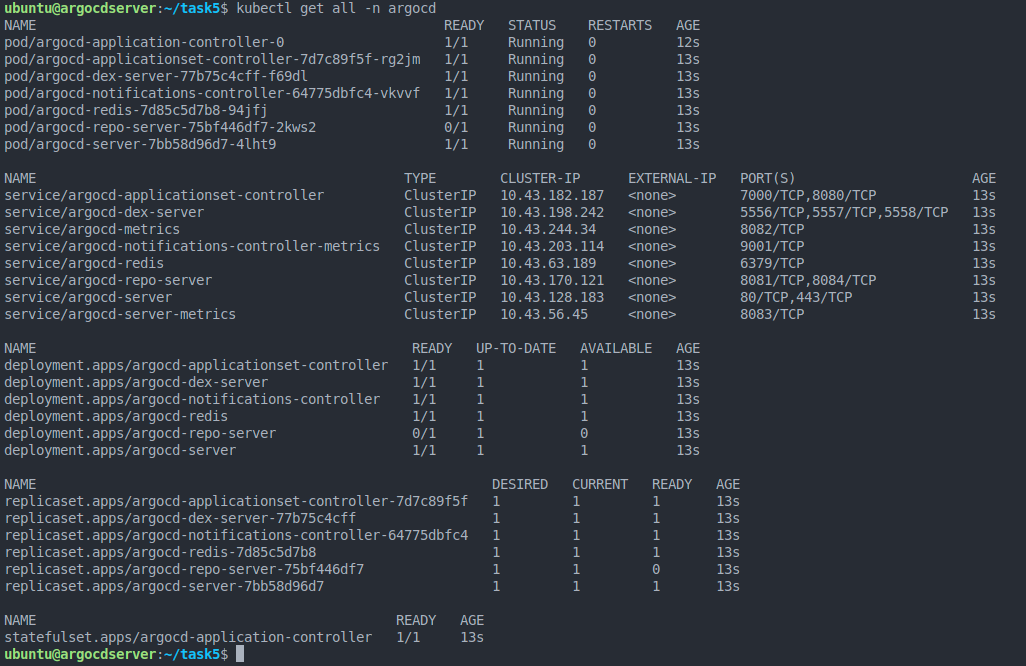 ubuntu@argocdserver:~/task5$ kubectl get all -n argocd
NAME                                                    READY   STATUS    RESTARTS   AGE
pod/argocd-application-controller-0                    1/1     Running   0          12s
pod/argocd-applicationset-controller-7d7c89f5f-rg2jm   1/1     Running   0          13s
pod/argocd-dex-server-77b75c4cff-f69dl                 1/1     Running   0          13s
pod/argocd-notifications-controller-64775dbfc4-vkvvf   1/1     Running   0          13s
pod/argocd-redis-7d85c5d7b8-94jfj                      1/1     Running   0          13s
pod/argocd-repo-server-75bf446df7-2kws2                0/1     Running   0          13s
pod/argocd-server-7bb58d96d7-4lht9                     1/1     Running   0          13s

NAME                                              TYPE        CLUSTER-IP      EXTERNAL-IP   PORT(S)                      AGE
service/argocd-applicationset-controller          ClusterIP   10.43.182.187   <none>        7000/TCP,8080/TCP            13s
service/argocd-dex-server                         ClusterIP   10.43.198.242   <none>        5556/TCP,5557/TCP,5558/TCP   13s
service/argocd-metrics                            ClusterIP   10.43.244.34    <none>        8082/TCP                     13s
service/argocd-notifications-controller-metrics   ClusterIP   10.43.203.114   <none>        9001/TCP                     13s
service/argocd-redis                              ClusterIP   10.43.63.189    <none>        6379/TCP                     13s
service/argocd-repo-server                        ClusterIP   10.43.170.121   <none>        8081/TCP,8084/TCP            13s
service/argocd-server                             ClusterIP   10.43.128.183   <none>        80/TCP,443/TCP               13s
service/argocd-server-metrics                     ClusterIP   10.43.56.45     <none>        8083/TCP                     13s

NAME                                               READY   UP-TO-DATE   AVAILABLE   AGE
deployment.apps/argocd-applicationset-controller   1/1     1            1           13s
deployment.apps/argocd-dex-server                  1/1     1            1           13s
deployment.apps/argocd-notifications-controller    1/1     1            1           13s
deployment.apps/argocd-redis                       1/1     1            1           13s
deployment.apps/argocd-repo-server                 0/1     1            0           13s
deployment.apps/argocd-server                      1/1     1            1           13s

NAME                                                         DESIRED   CURRENT   READY   AGE
replicaset.apps/argocd-applicationset-controller-7d7c89f5f   1         1         1       13s
replicaset.apps/argocd-dex-server-77b75c4cff                 1         1         1       13s
replicaset.apps/argocd-notifications-controller-64775dbfc4   1         1         1       13s
replicaset.apps/argocd-redis-7d85c5d7b8                      1         1         1       13s
replicaset.apps/argocd-repo-server-75bf446df7                1         1         0       13s
replicaset.apps/argocd-server-7bb58d96d7                     1         1         1       13s

NAME                                             READY   AGE
statefulset.apps/argocd-application-controller   1/1     13s
ubuntu@argocdserver:~/task5$